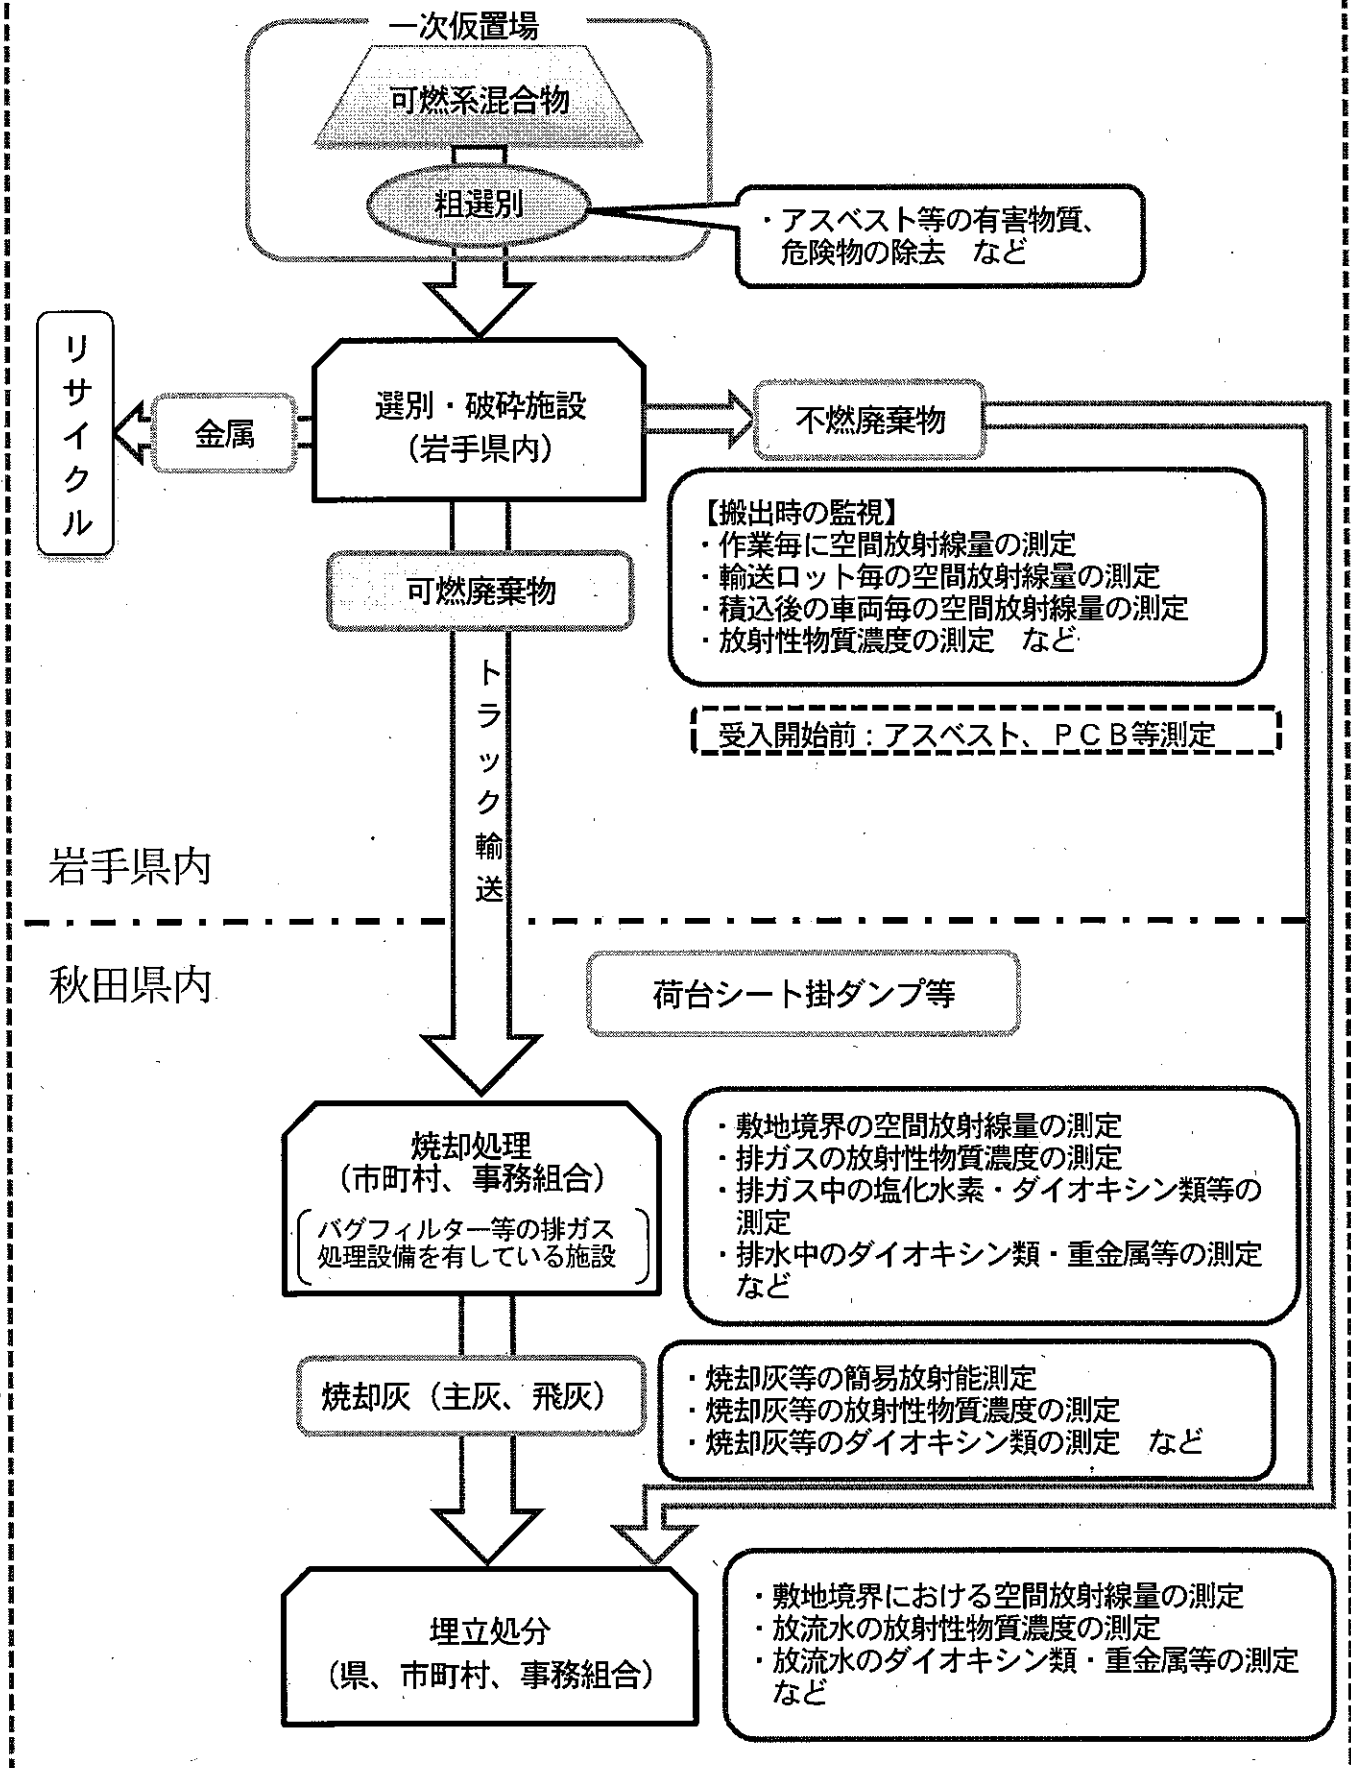 一次仮置場
可燃系混合物
粗選別
・アスベスト等の有害物質、
危険物の除去　など
リサイクル
金属
選別・破砕施設
（岩手県内）
不燃廃棄物
【搬出時の監視】
・作業毎に空間放射線量の測定
・輸送ロット毎の空間放射線量の測定
・積込後の車両毎の空間放射線量の測定
・放射性物質濃度の測定　など
可燃廃棄物
トラック輸送
受入開始前：アスベスト、ＰＣＢ等測定
岩手県内
秋田県内
荷台シート掛ダンプ等
焼却処理
（市町村、事務組合）
バグフィルター等の排ガス
処理設備を有している施設
・敷地境界の空間放射線量の測定
・排ガスの放射性物質濃度の測定
・排ガス中の塩化水素・ダイオキシン類等の
測定
・排水中のダイオキシン類・重金属等の測定
など
焼却灰（主灰、飛灰）
・焼却灰等の簡易放射能測定
・焼却灰等の放射性物質濃度の測定
・焼却灰等のダイオキシン類の測定　など
埋立処分
（県、市町村、事務組合）
・敷地境界における空間放射線量の測定
・放流水の放射性物質濃度の測定
・放流水のダイオキシン類・重金属等の測定
など